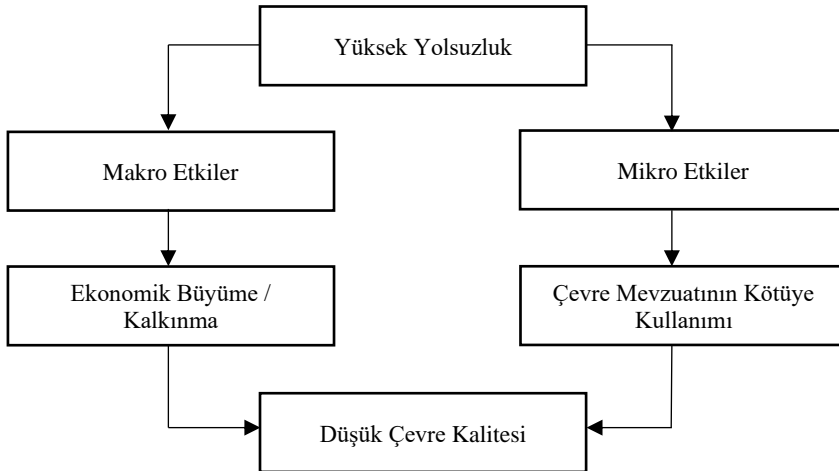 Yüksek Yolsuzluk
Makro Etkiler
Mikro Etkiler
Ekonomik Büyüme /
Kalkınma
Çevre Mevzuatının Kötüye
Kullanımı
Düşük Çevre Kalitesi